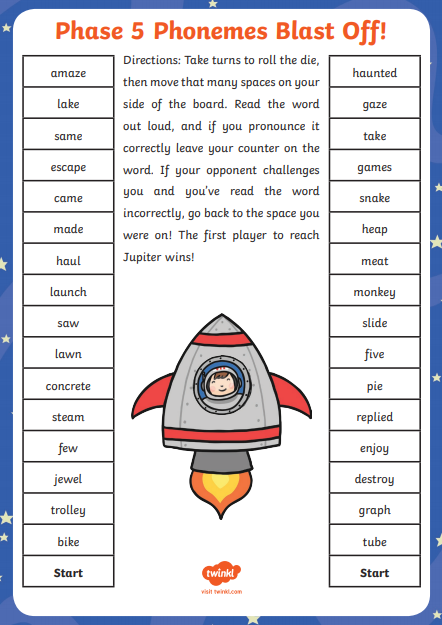 Phase 5 Phonemes Blast Off!
amaze
lake
same
escape
came
made
haul
launch
saw
lawn
concrete
steam
few
jewel
trolley
bike
Start
Directions: Take turns to roll the die,
then move that many spaces on your
side of the board. Read the word
out loud, and if you pronounce it
correctly leave your counter on the
word. If your opponent challenges
you and you've read the word
incorrectly, go back to the space you
were on! The first player to reach
Jupiter wins!
haunted
gaze
take
games
snake
heap
meat
monkey
slide
five
pie
replied
enjoy
destroy
graph
tube
Start
twinkl
visit twinkl.com